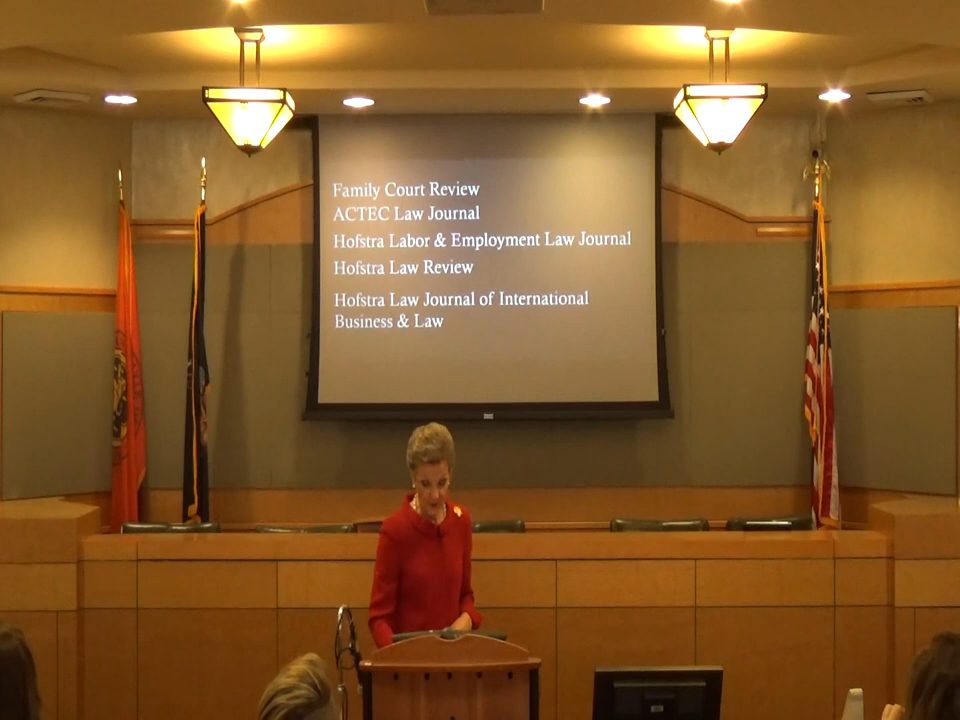 Family Court Review
ACTEC Law Journal
Hofstra Labor & Employment Law Journal
Hofstra Law Review
Hofstra Law Journal of International
Business & Law